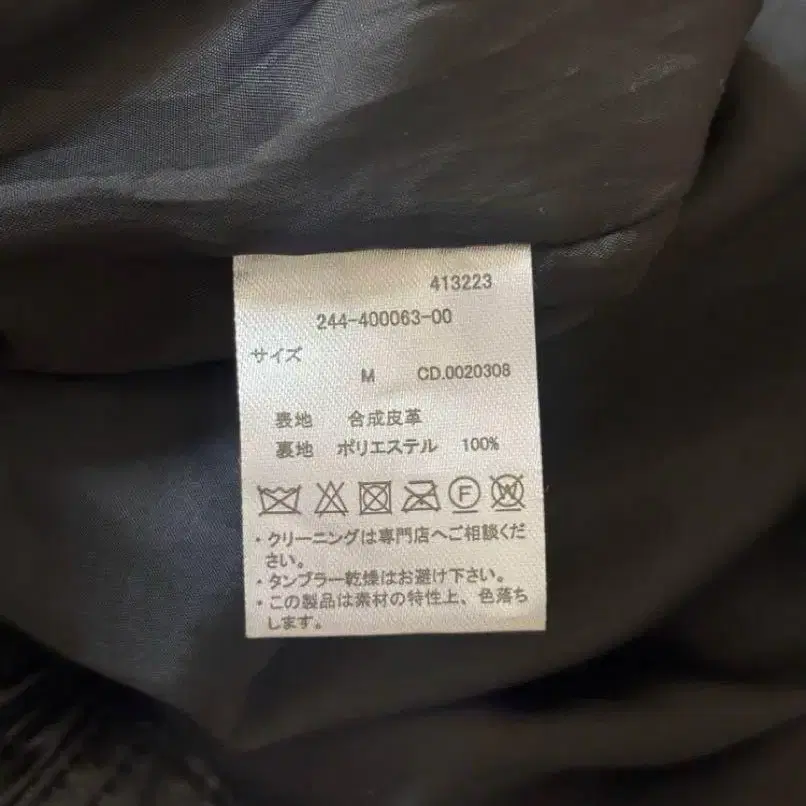 413223
244-400063-00
サイズ
M CD.0020308
表地 合成皮革
裏地 ポリエステル 100%
F W
・クリーニングは専門店へご相談くだ
さい。
・タンブラー乾燥はお避け下さい。
・この製品は素材の特性上、色落ち
します。